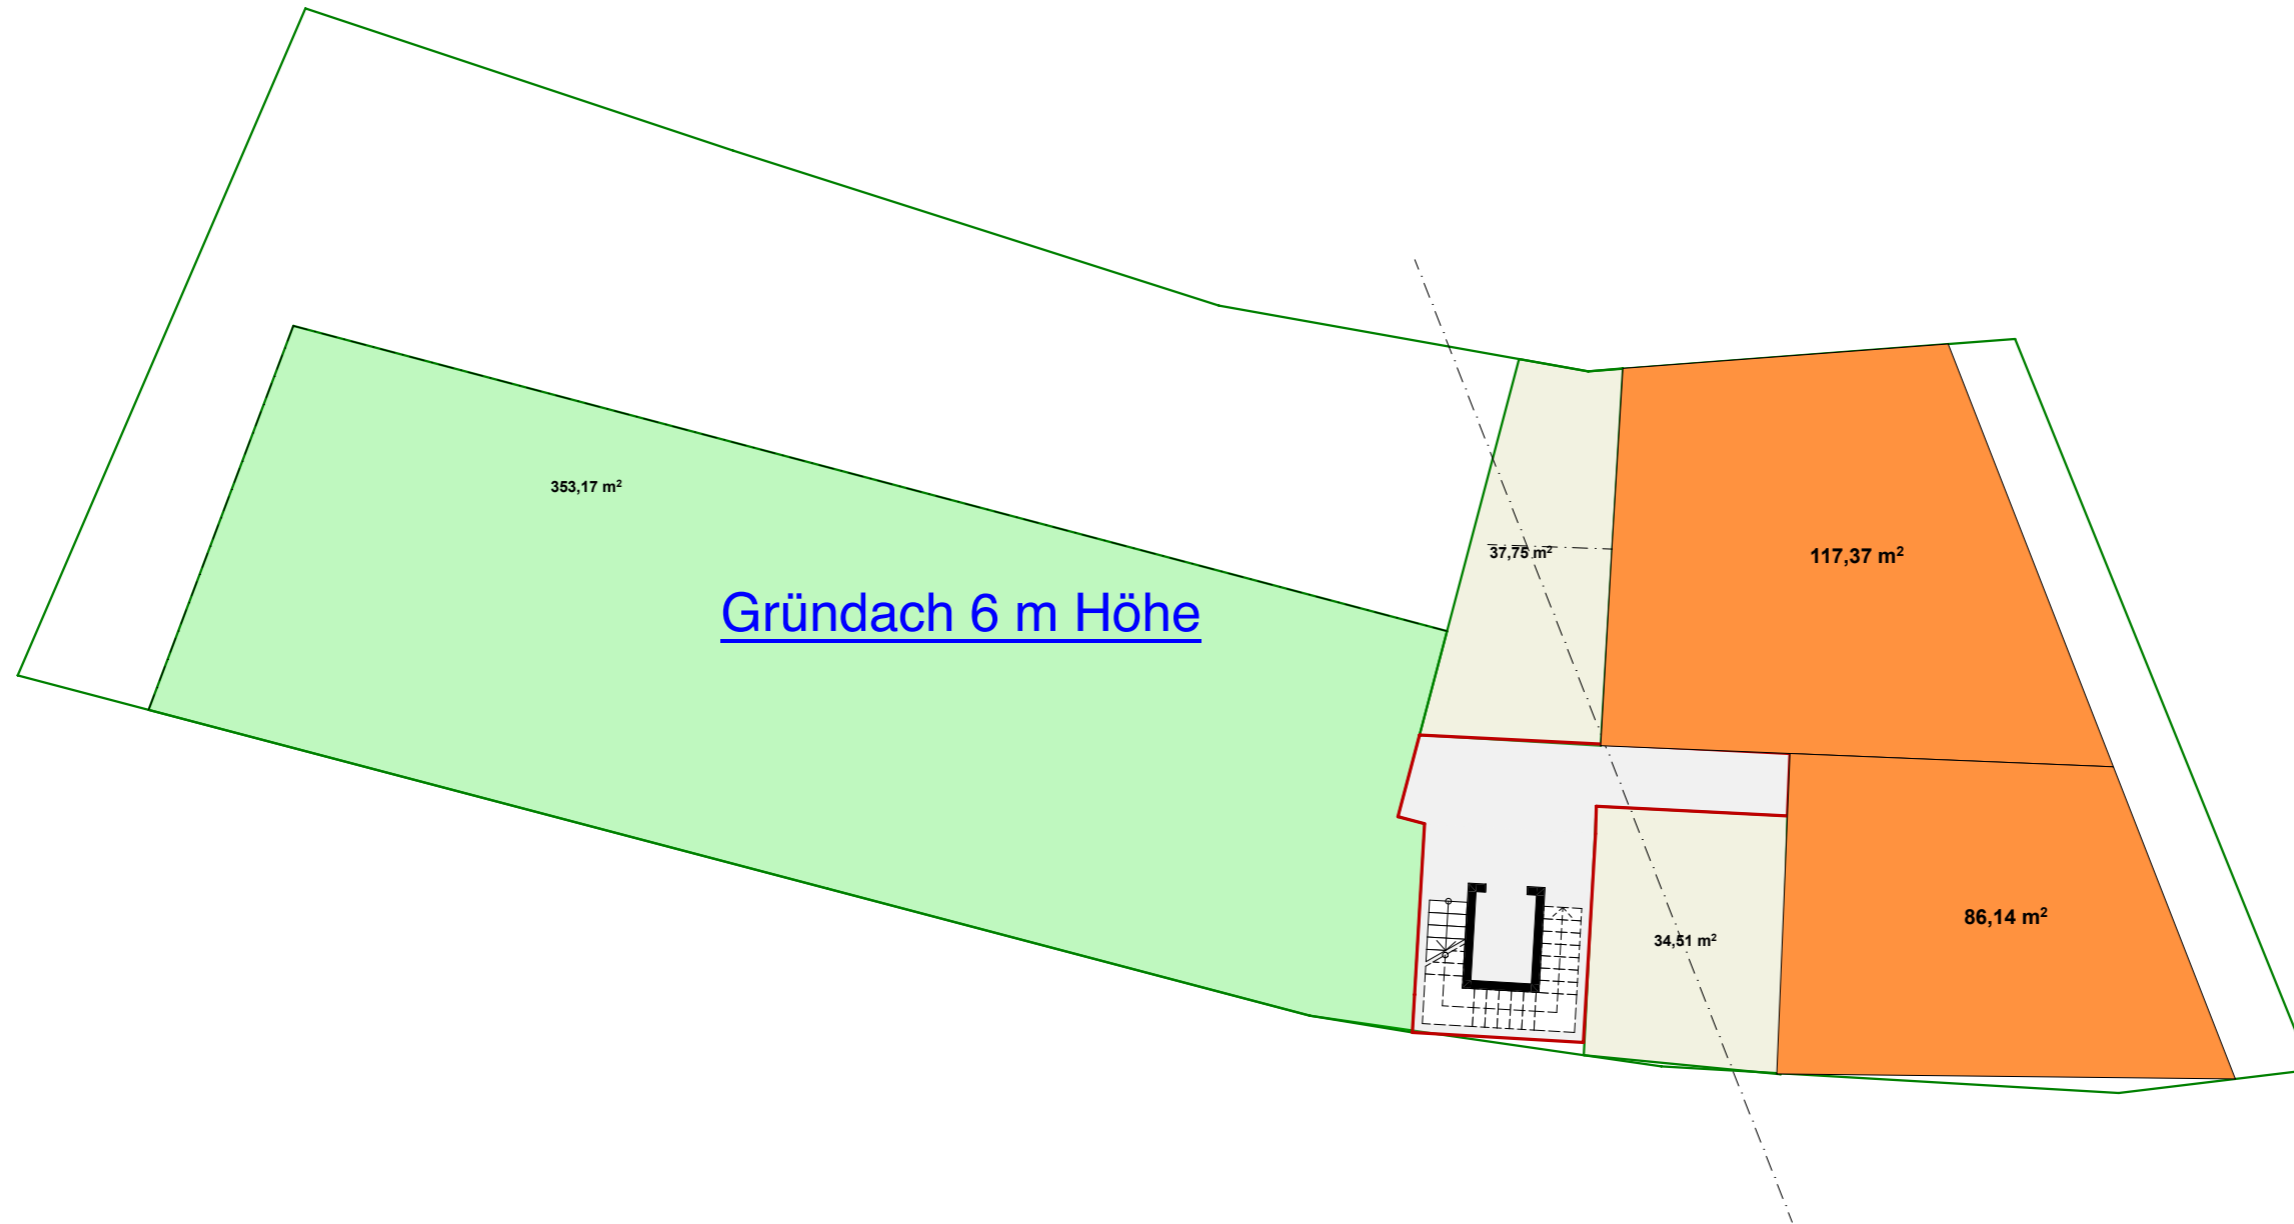 353,17 m²
Gründach 6 m Höhe
37,75 m²
117,37 m²
86,14 m²
34,51 m²